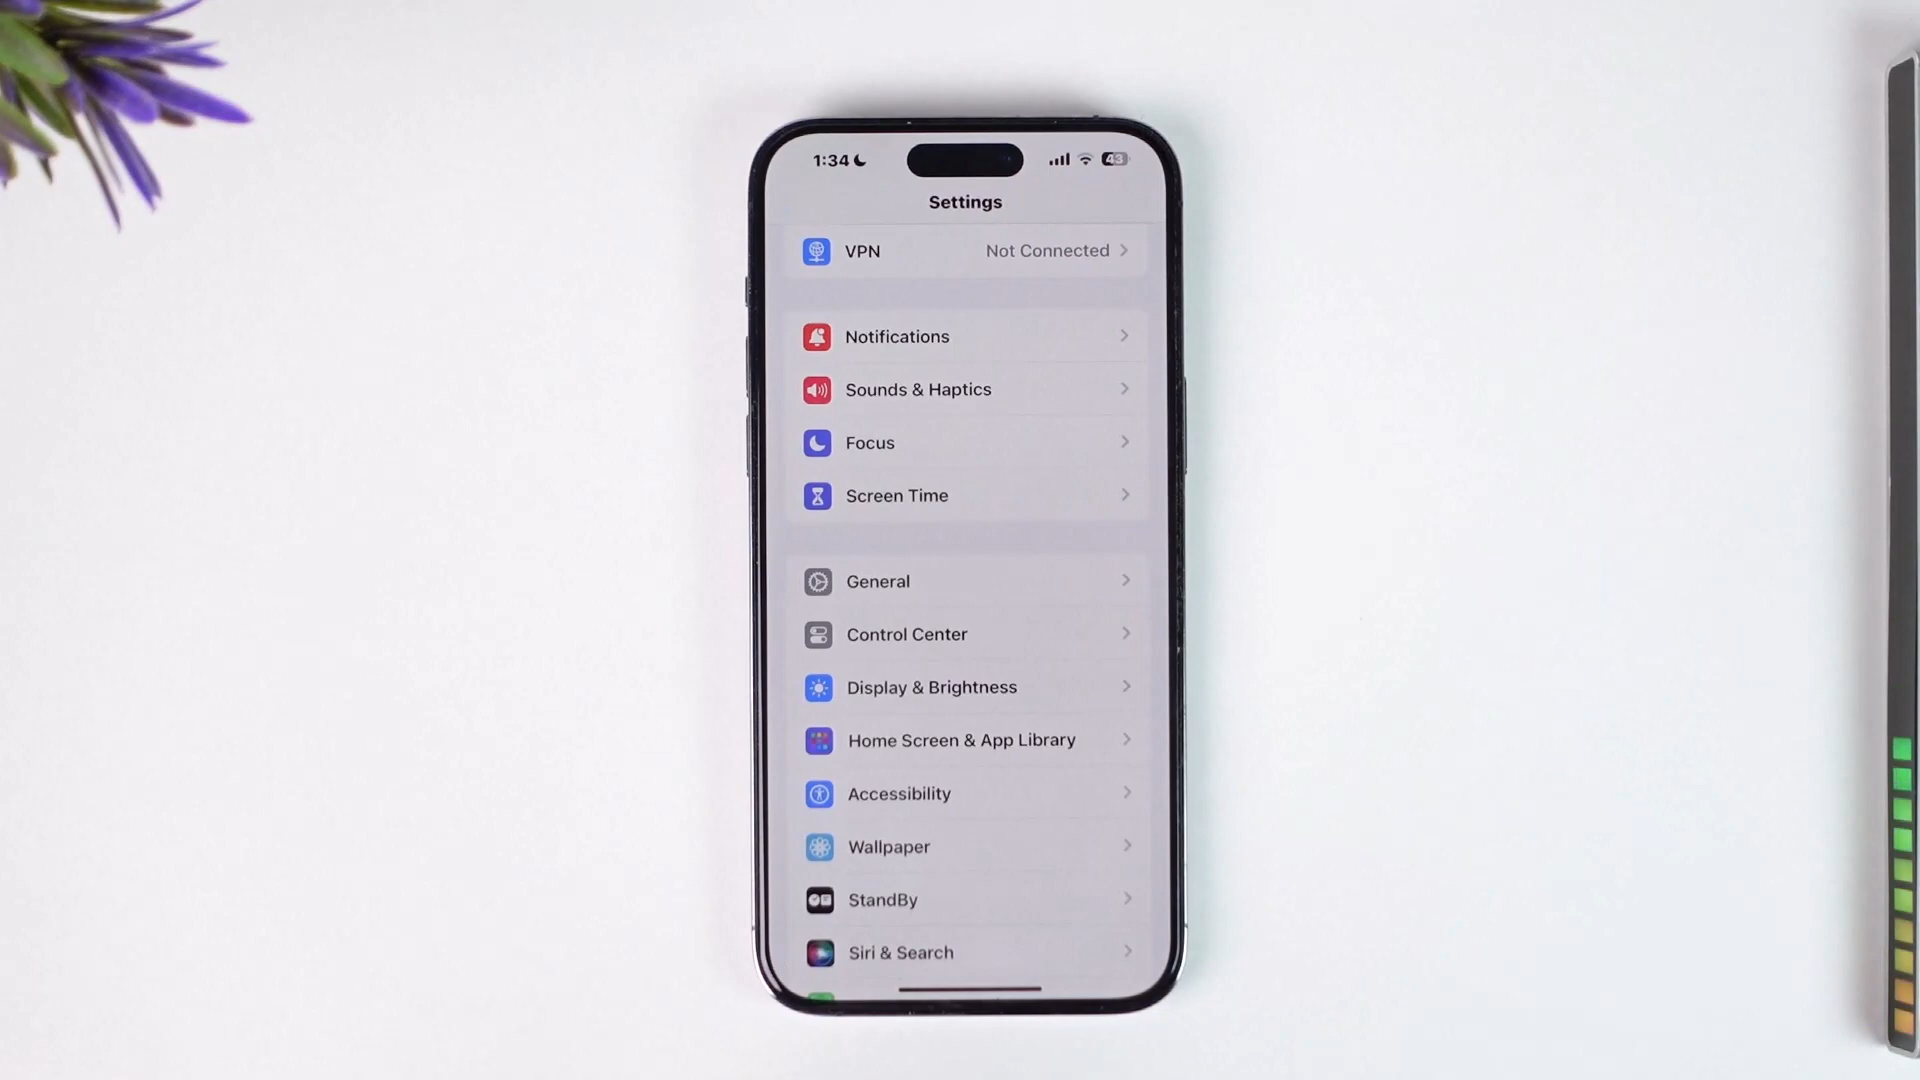 1:34 43
Settings
VPN Not Connected
Notifications
Sounds & Haptics
Focus
Screen Time
General
Control Center
Display & Brightness
Home Screen & App Library
Accessibility
Wallpaper
StandBy
Siri & Search